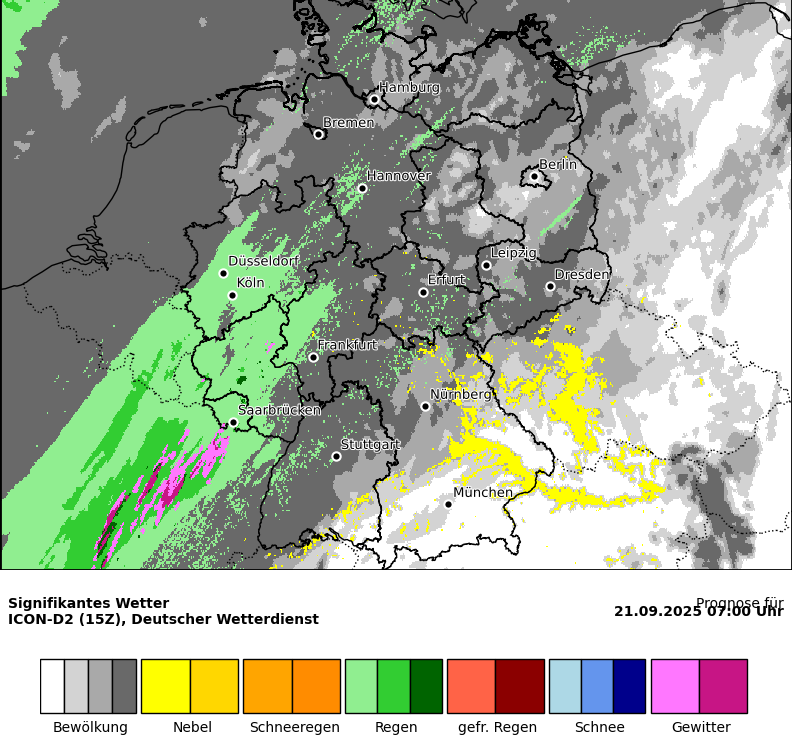 Hamburg
Bremen
Berlin
Hannover
Leipzig
Düsseldorf
Dresden
Erfurt
Köln
Frankfurt
Nürnberg
Saarbrücken
Stuttgart
München
Signifikantes Wetter
ICON-D2 (15Z), Deutscher Wetterdienst
Prognose für
21.09.2025 07:00 Uhr
Bewölkung Nebel Schneeregen Regen gefr. Regen Schnee Gewitter